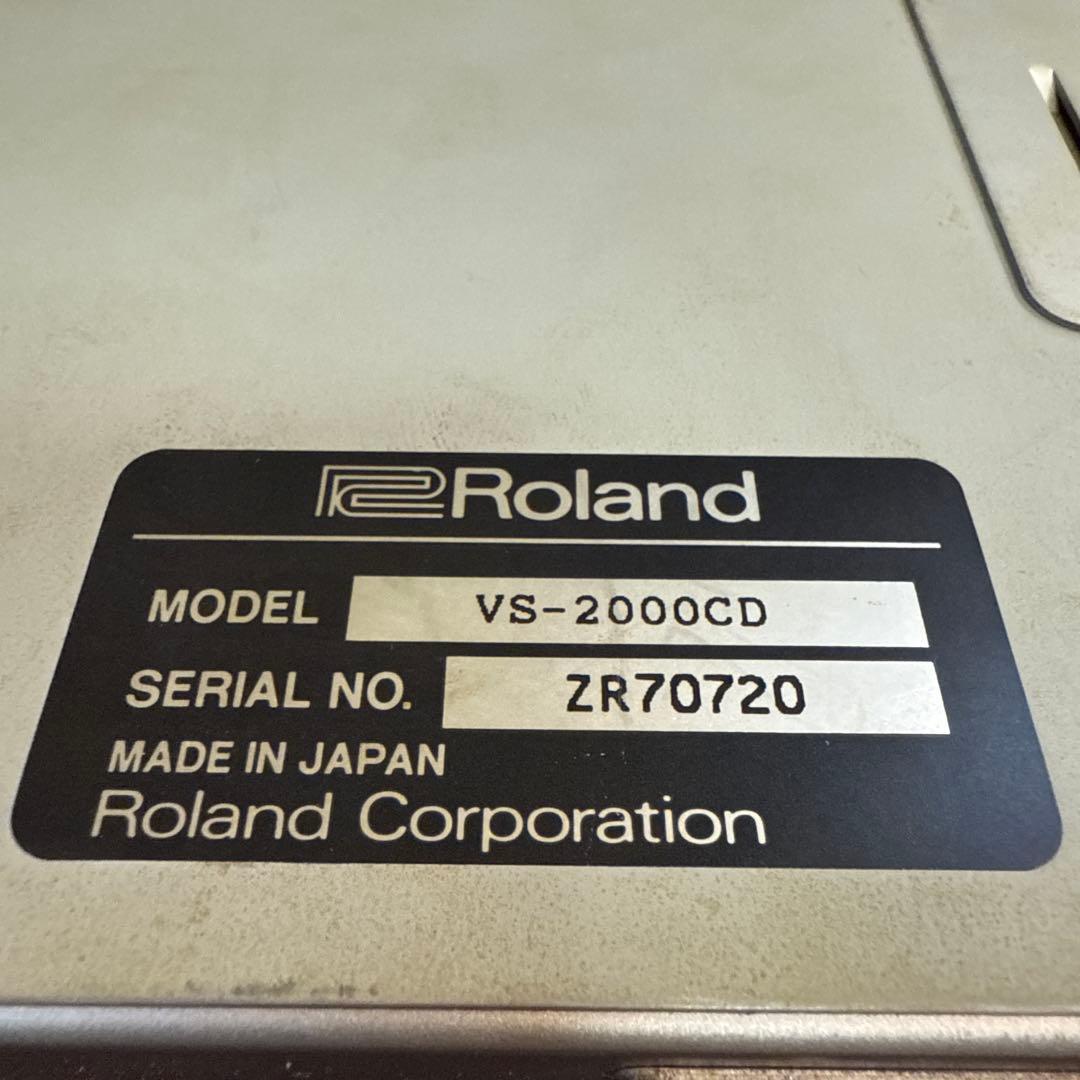 Roland
MODEL VS-2000CD
SERIAL NO. ZR70720
MADE IN JAPAN
Roland Corporation